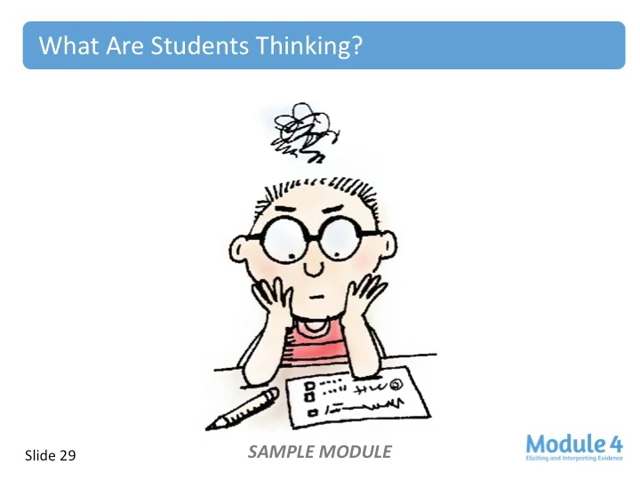 What Are Students Thinking?
Slide 29
SAMPLE MODULE
Module 4
Eliciting and Interpreting Evidence